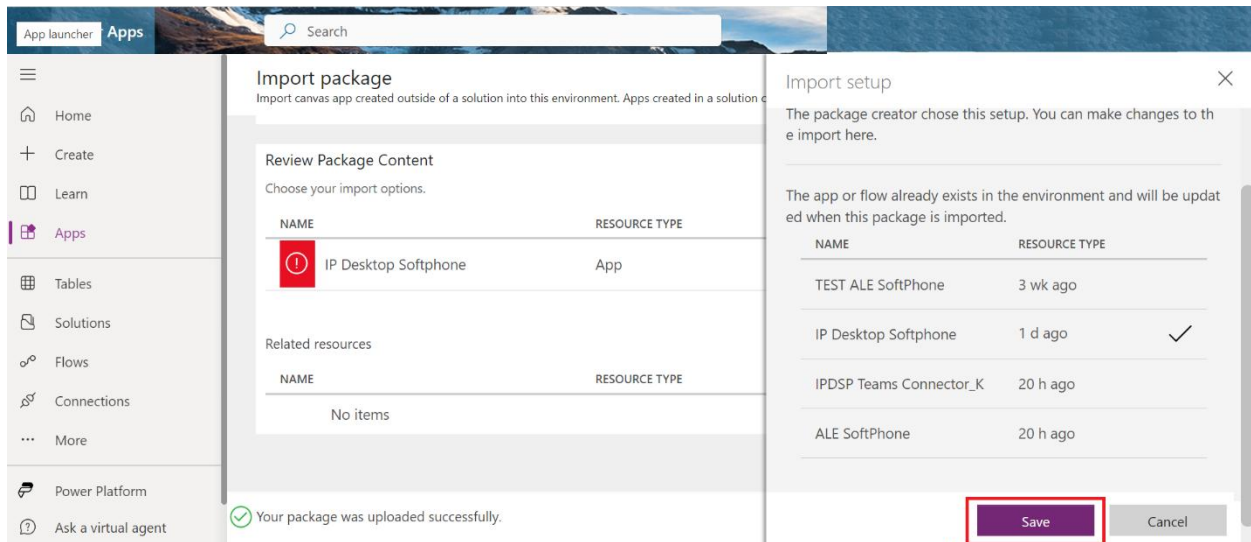 App launcher Apps
Search
Home
Create
Learn
Apps
Tables
Solutions
Flows
Connections
More
Power Platform
Ask a virtual agent
Import package
Import canvas app created outside of a solution into this environment. Apps created in a solution
Review Package Content
Choose your import options.
NAME RESOURCE TYPE
IP Desktop Softphone App
Related resources
NAME RESOURCE TYPE
No items
Your package was uploaded successfully.
Import setup
The package creator chose this setup. You can make changes to th
e import here.
The app or flow already exists in the environment and will be updat
ed when this package is imported.
NAME RESOURCE TYPE
TEST ALE SoftPhone 3 wk ago
IP Desktop Softphone 1 d ago
IPDSP Teams Connector_K 20 h ago
ALE SoftPhone 20 h ago
Save Cancel